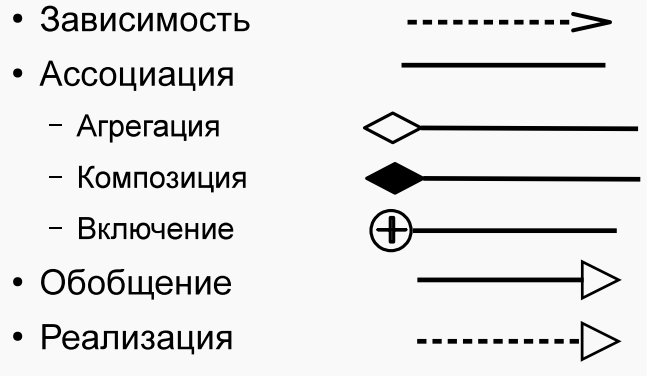 • Зависимость
• Ассоциация
– Агрегация
– Композиция
– Включение
• Обобщение
• Реализация